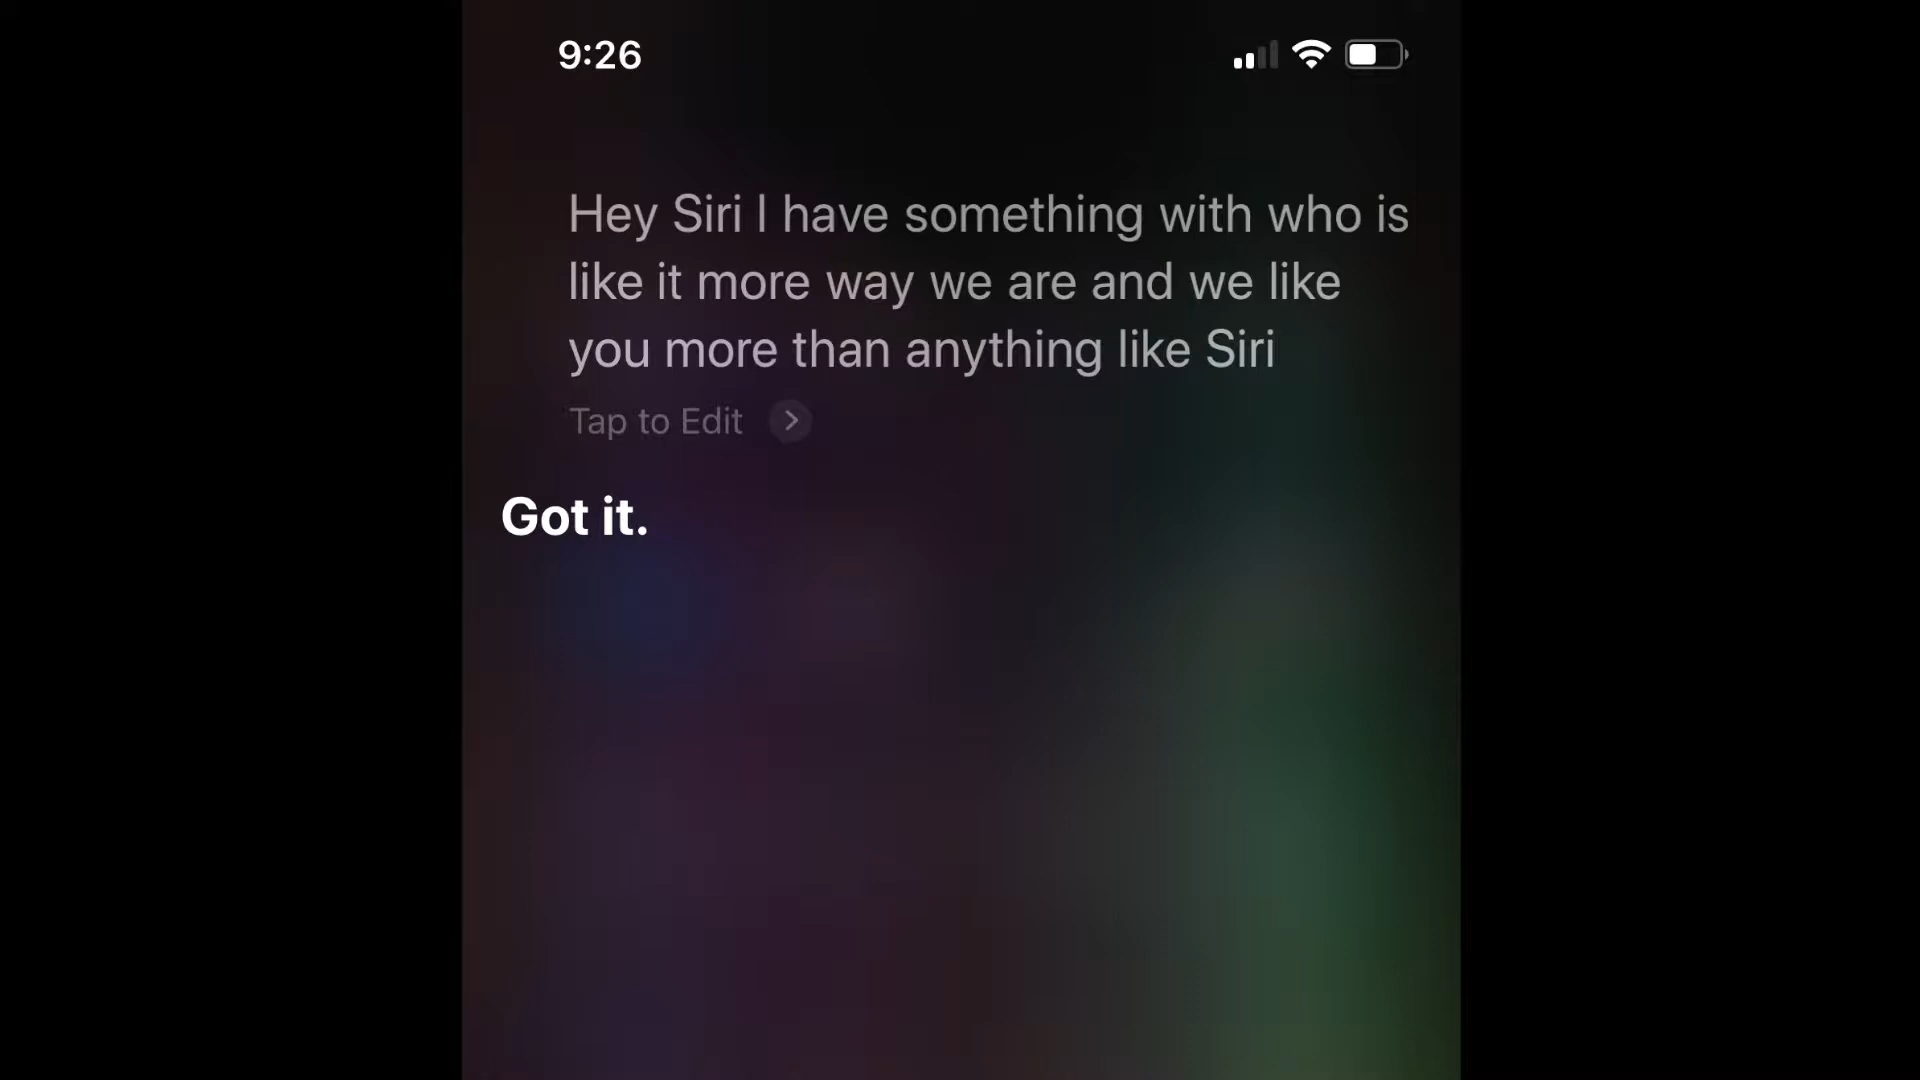 9:26
Hey Siri I have something with who is
like it more way we are and we like
you more than anything like Siri
Tap to Edit
Got it.